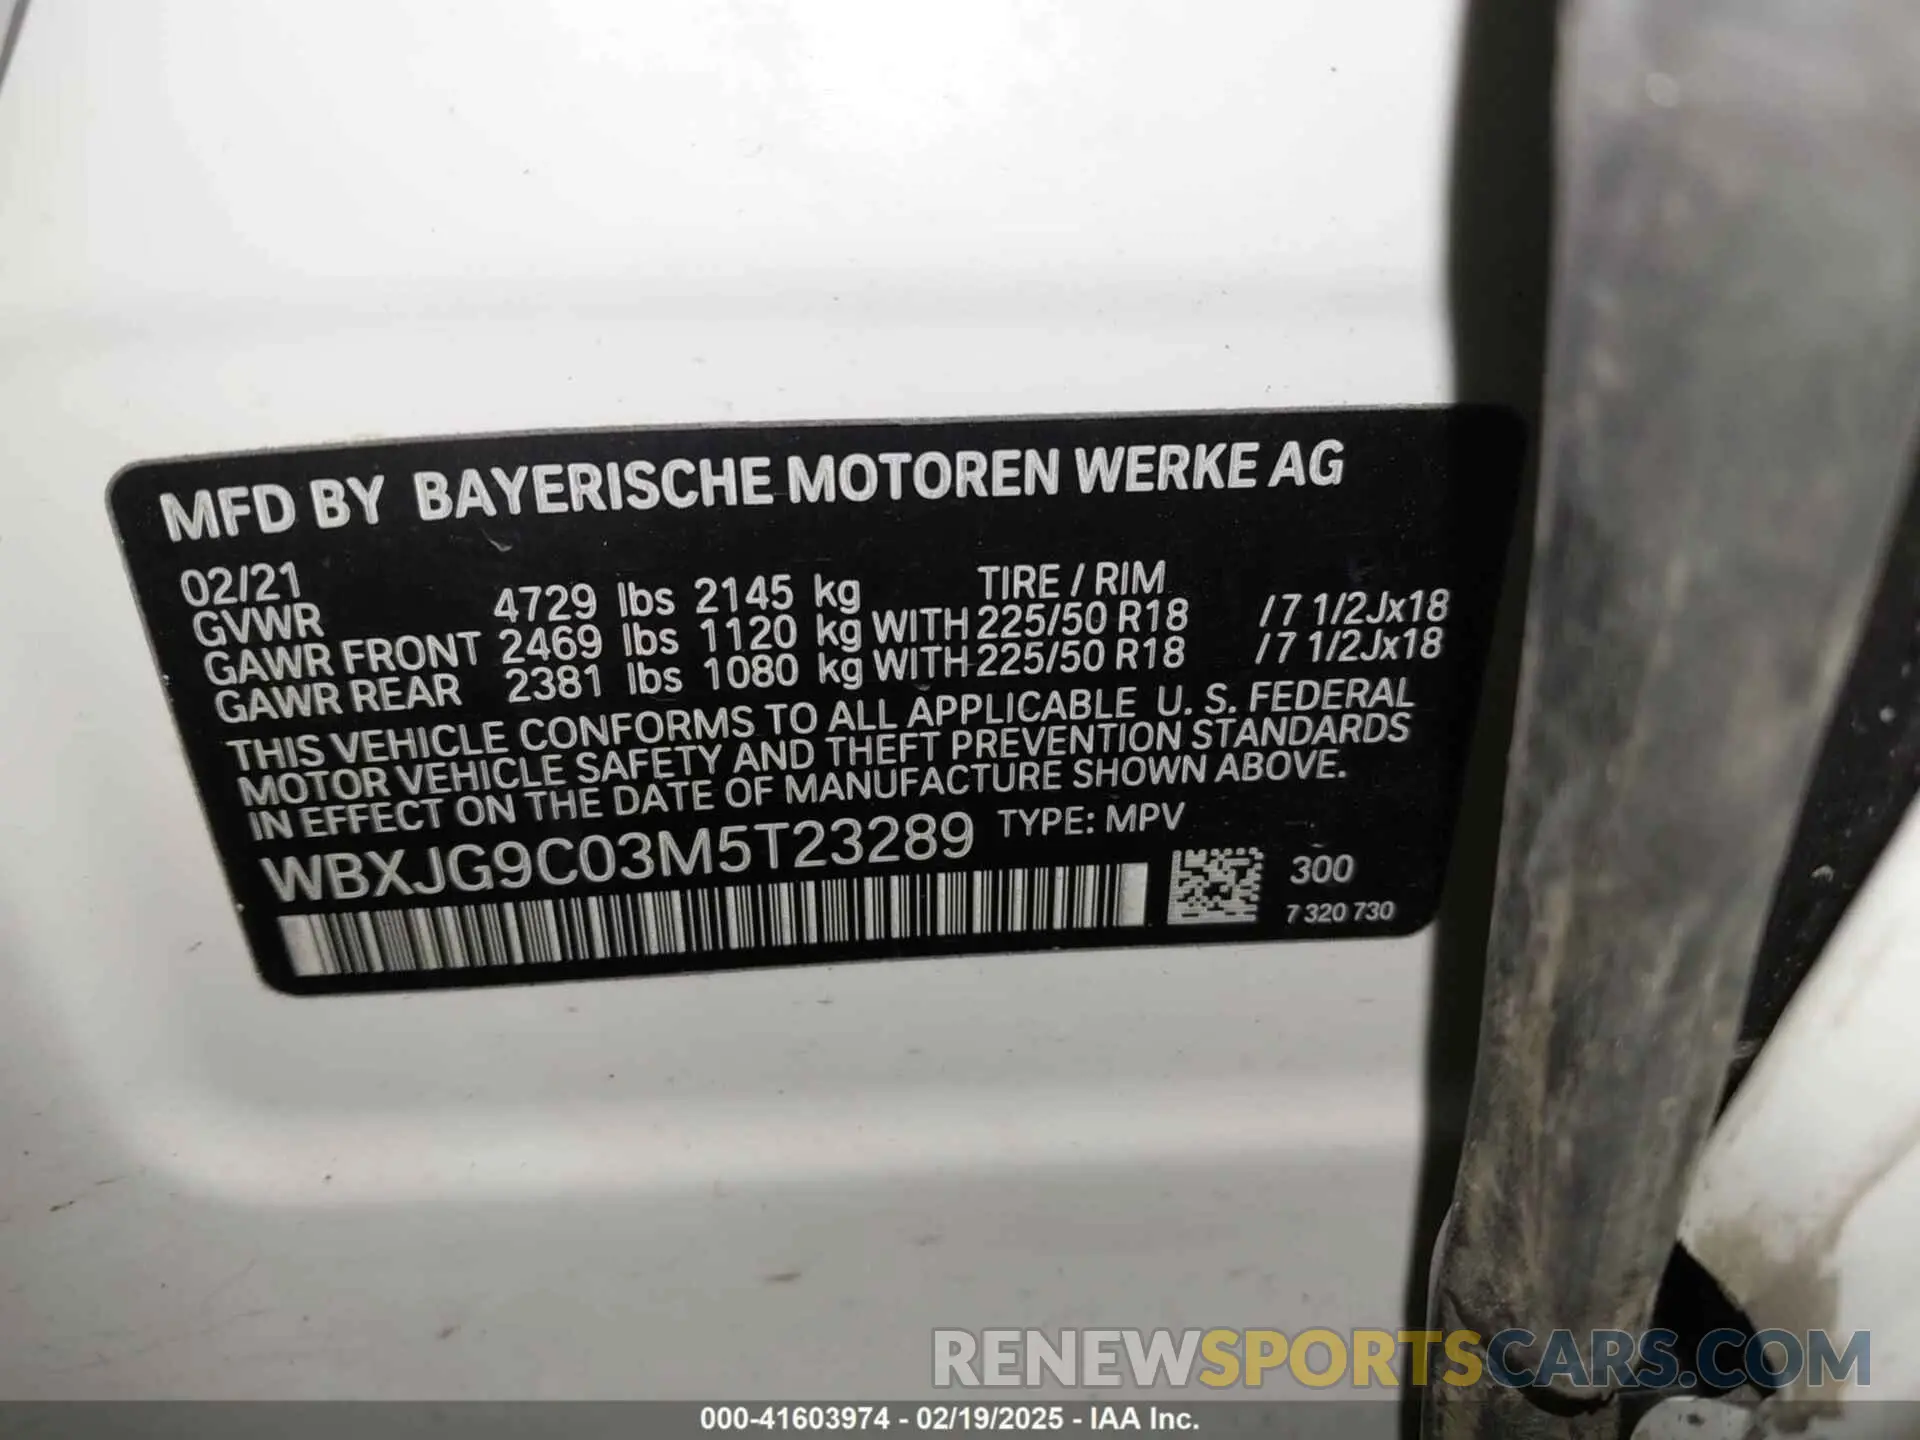 MFD BY BAYERISCHE MOTOREN WERKE AG
02/21 TIRE / RIM
GVWR 4729 lbs 2145 kg
GAWR FRONT 2469 lbs 1120 kg WITH 225/50 R18 /7 1/2Jx18
GAWR REAR 2381 lbs 1080 kg WITH 225/50 R18 /7 1/2Jx18
THIS VEHICLE CONFORMS TO ALL APPLICABLE U. S. FEDERAL
MOTOR VEHICLE SAFETY AND THEFT PREVENTION STANDARDS
IN EFFECT ON THE DATE OF MANUFACTURE SHOWN ABOVE.
WBXJG9C03M5T23289 TYPE: MPV
300
7 320 730
RENEWSPORTSCARS.COM
000-41603974 - 02/19/2025 - IAA Inc.